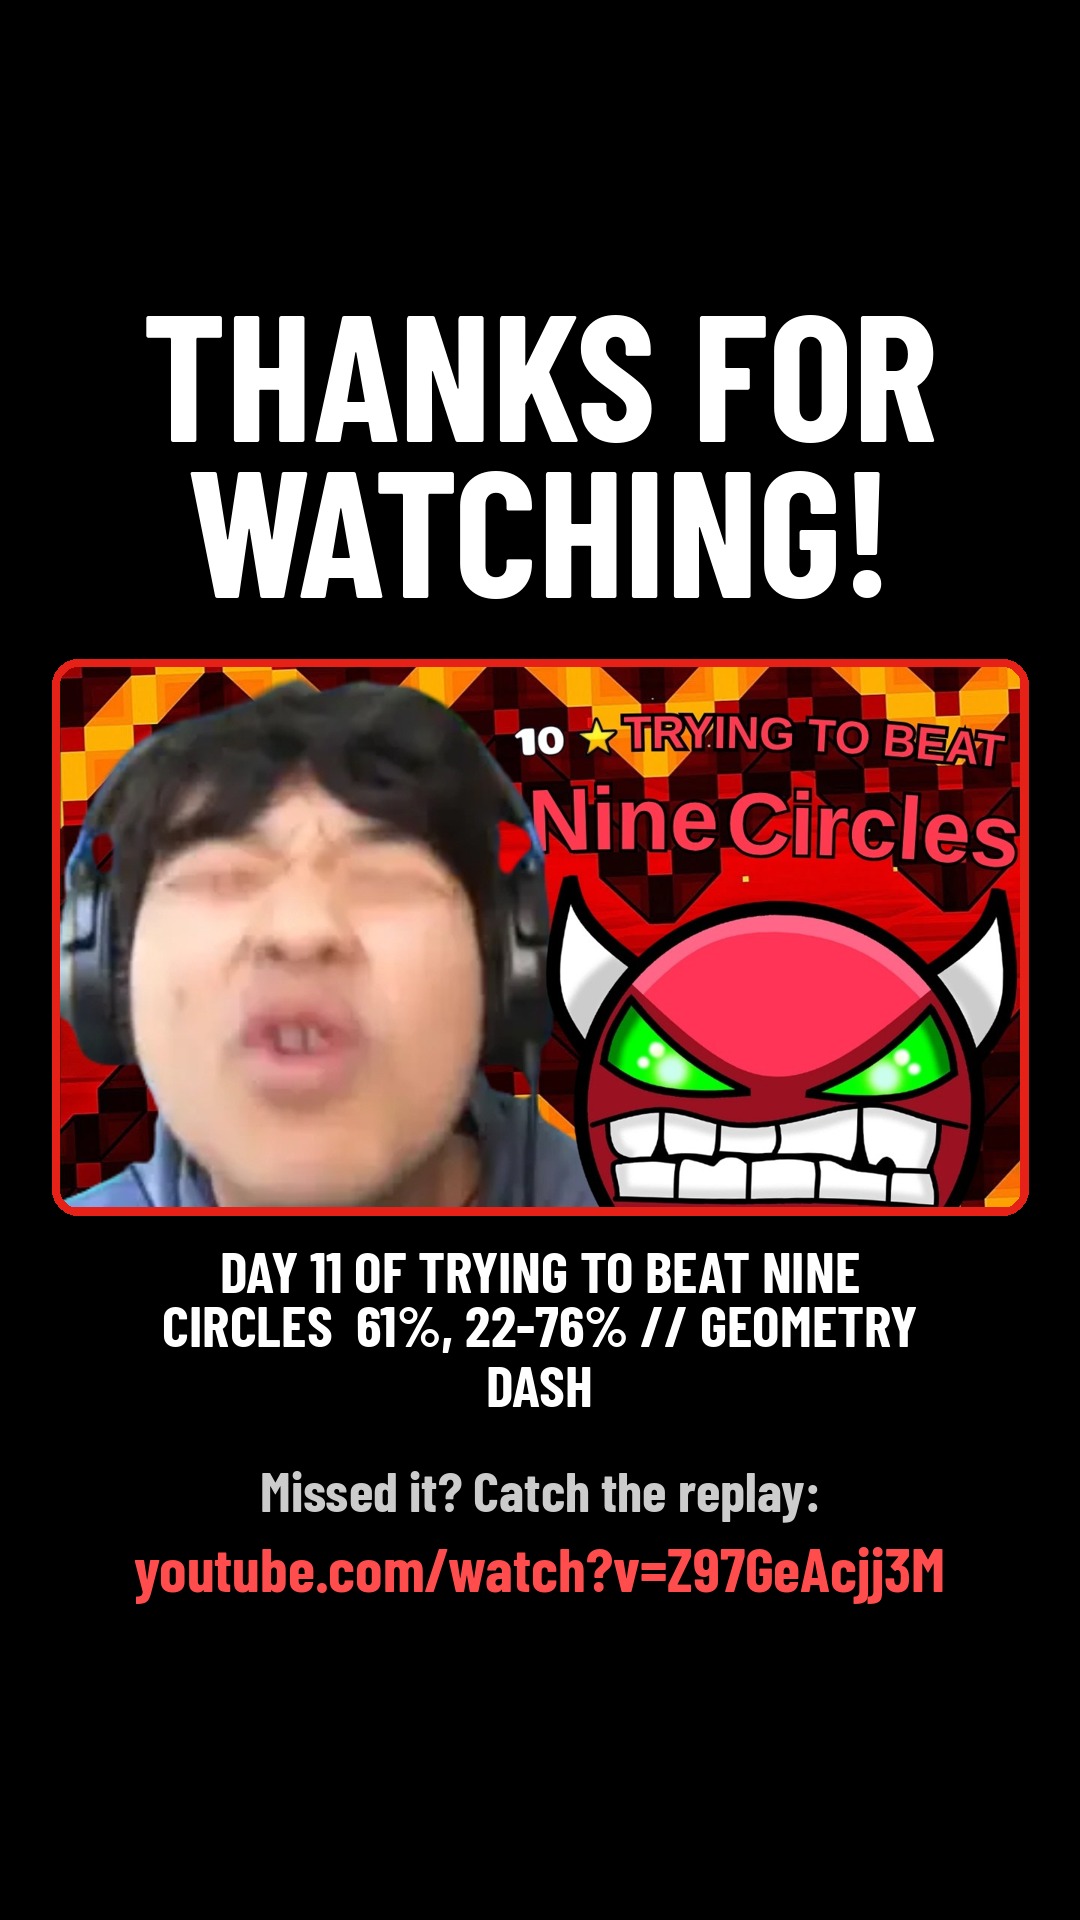 THANKS FOR
WATCHING!
10 TRYING TO BEAT
Nine Circles
DAY 11 OF TRYING TO BEAT NINE
CIRCLES  61%, 22-76% // GEOMETRY
DASH
Missed it? Catch the replay:
youtube.com/watch?v=Z97GeAcjj3M